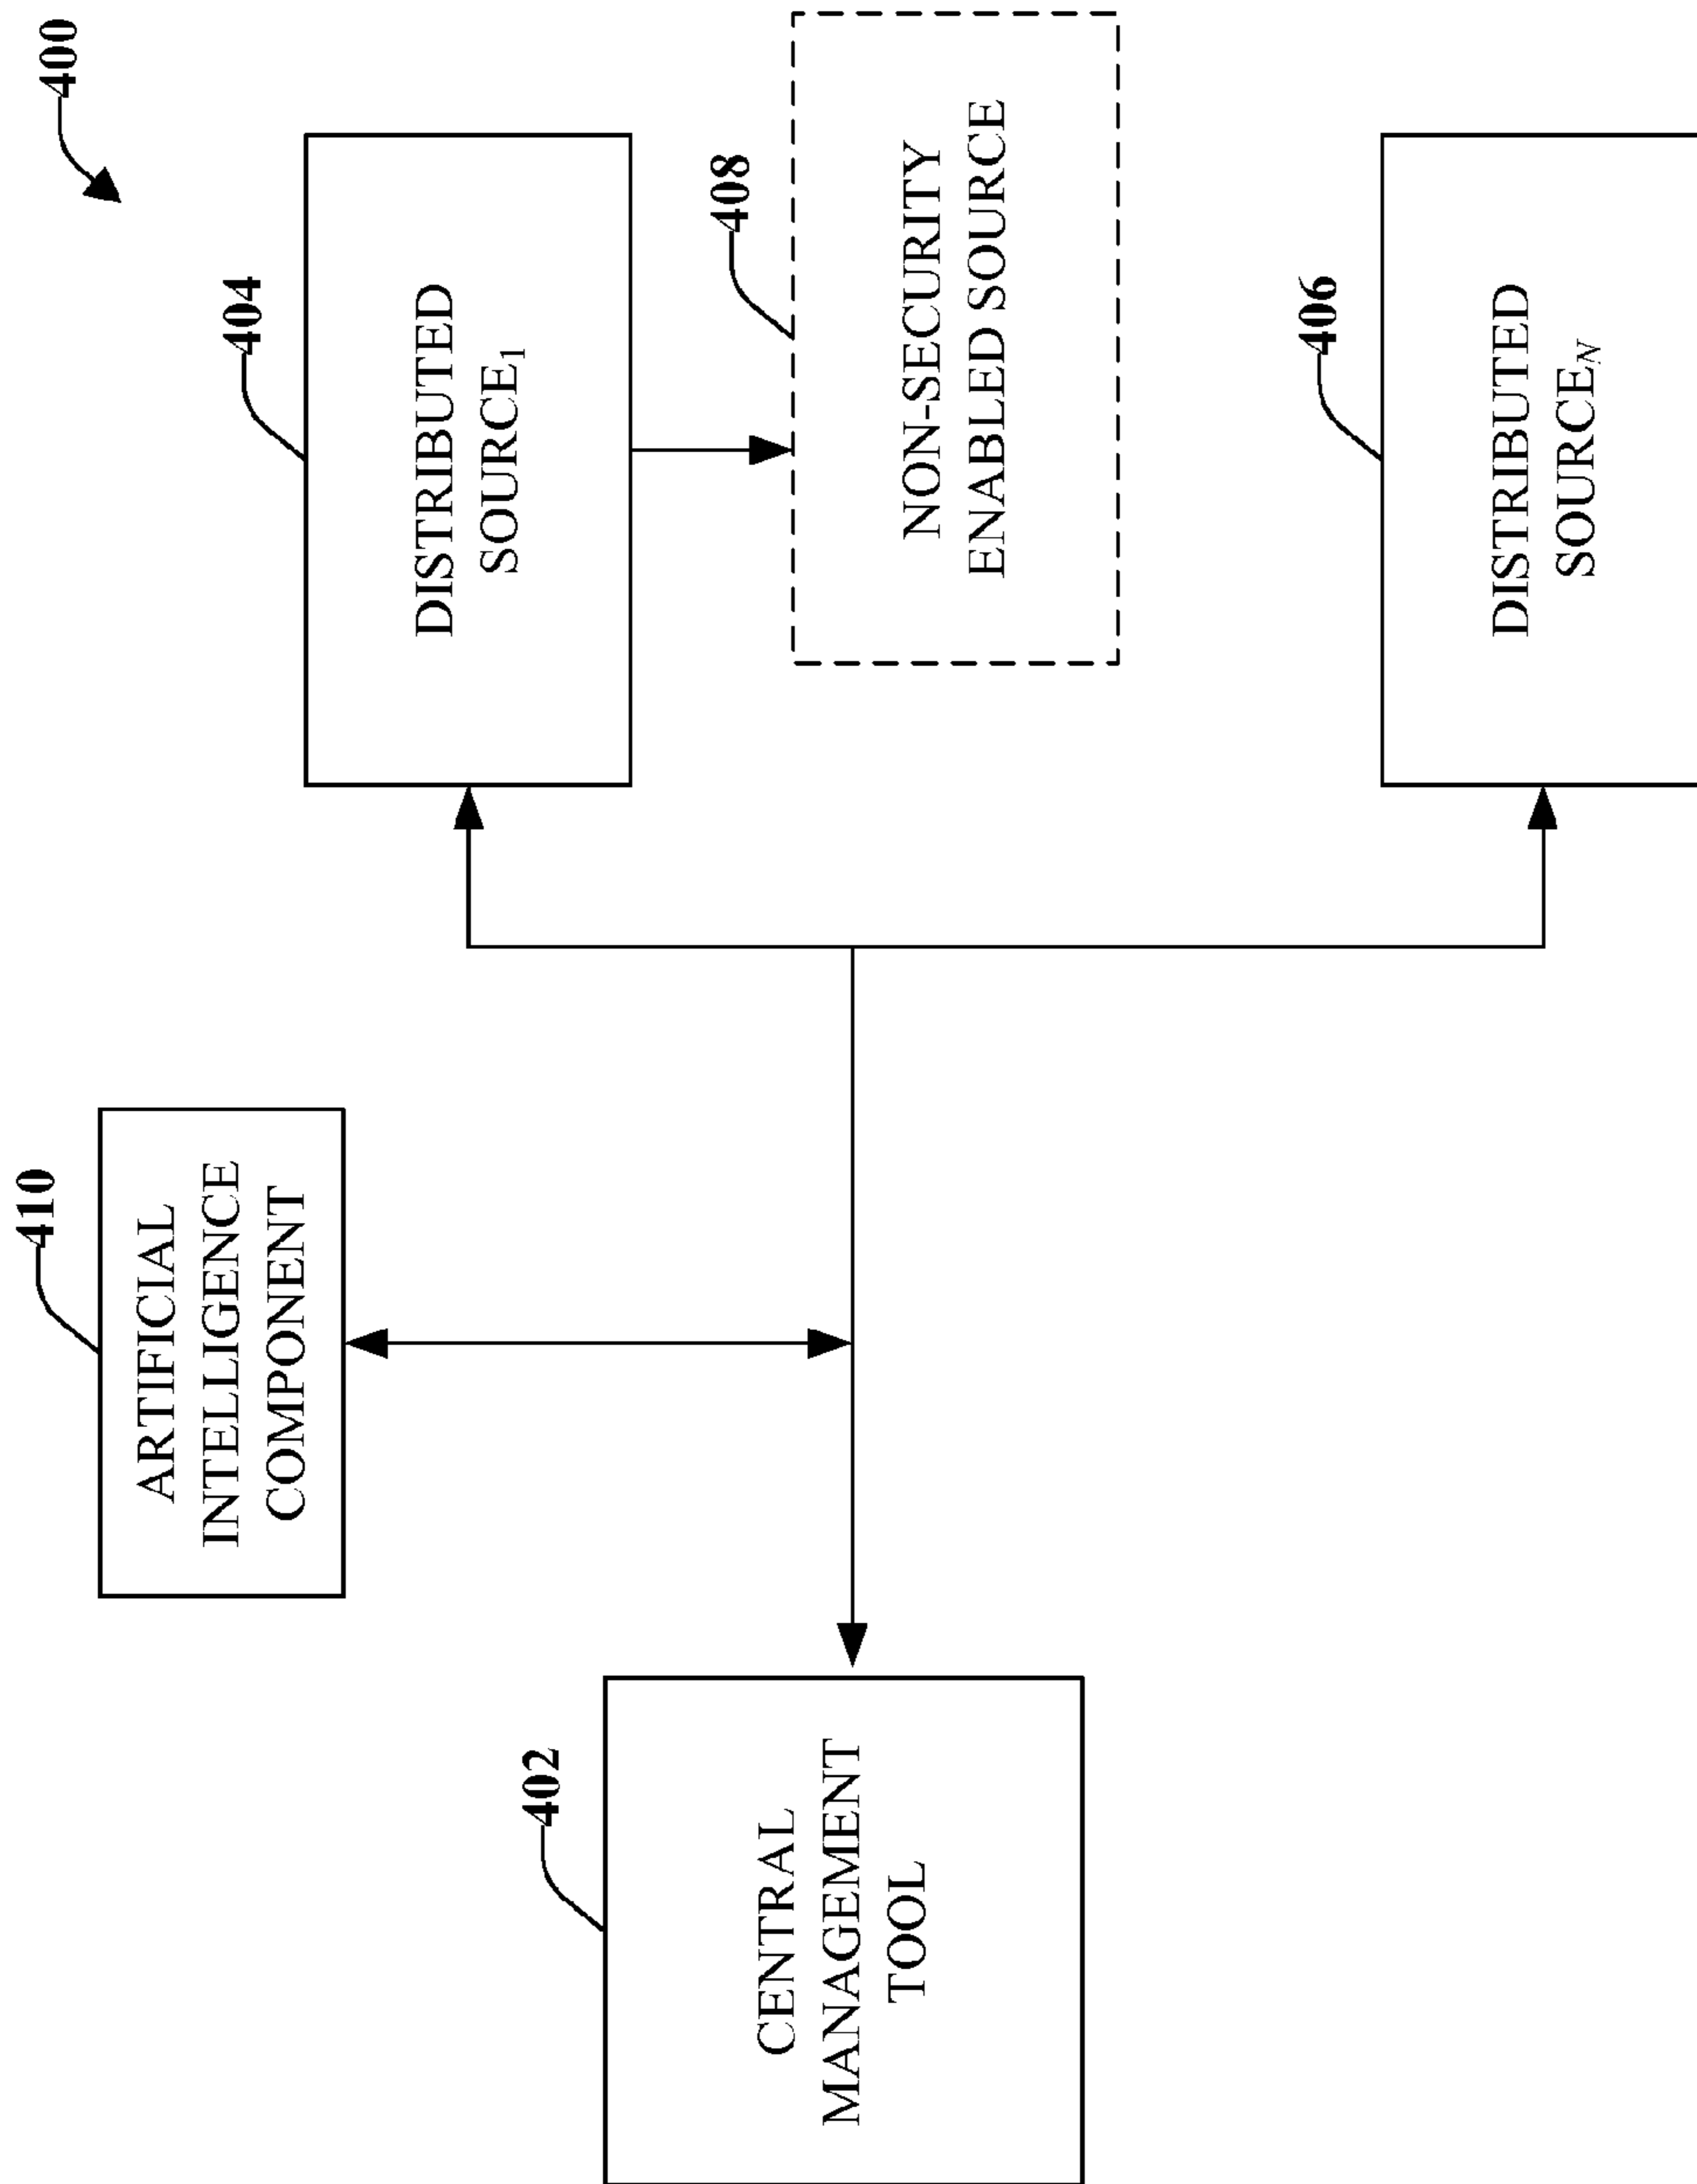 400
410
ARTIFICIAL
INTELLIGENCE
COMPONENT
404
DISTRIBUTED
SOURCE1
402
CENTRAL
MANAGEMENT
TOOL
408
NON-SECURITY
ENABLED SOURCE
406
DISTRIBUTED
SOURCEN